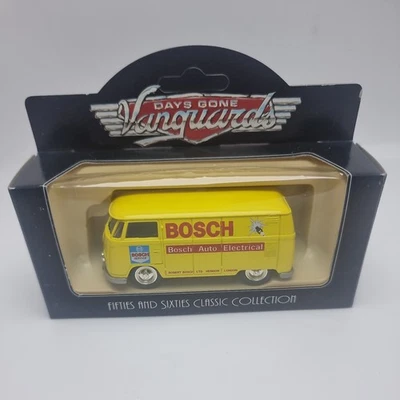 DAYS GONE
Vanguards
BOSCH
Bosch Auto Electrical
BOSCH
FIFTIES AND SIXTIES CLASSIC COLLECTION